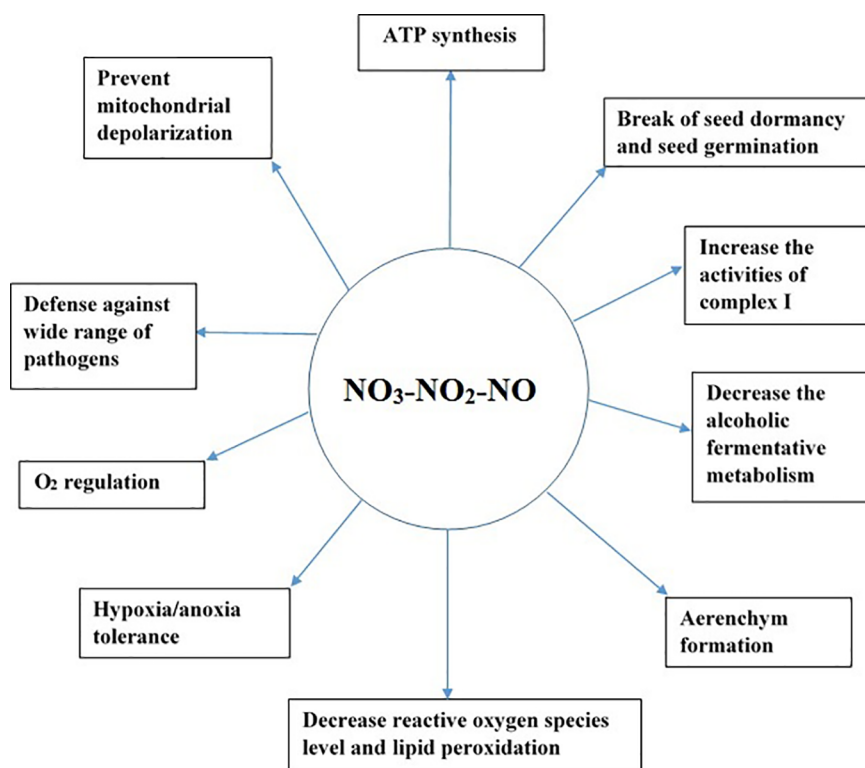 ATP synthesis
Prevent
mitochondrial
depolarization
Break of seed dormancy
and seed germination
Increase the
activities of
complex I
Defense against
wide range of
pathogens
NO₃-NO₂-NO
Decrease the
alcoholic
fermentative
metabolism
O₂ regulation
Hypoxia/anoxia
tolerance
Aerenchym
formation
Decrease reactive oxygen species
level and lipid peroxidation